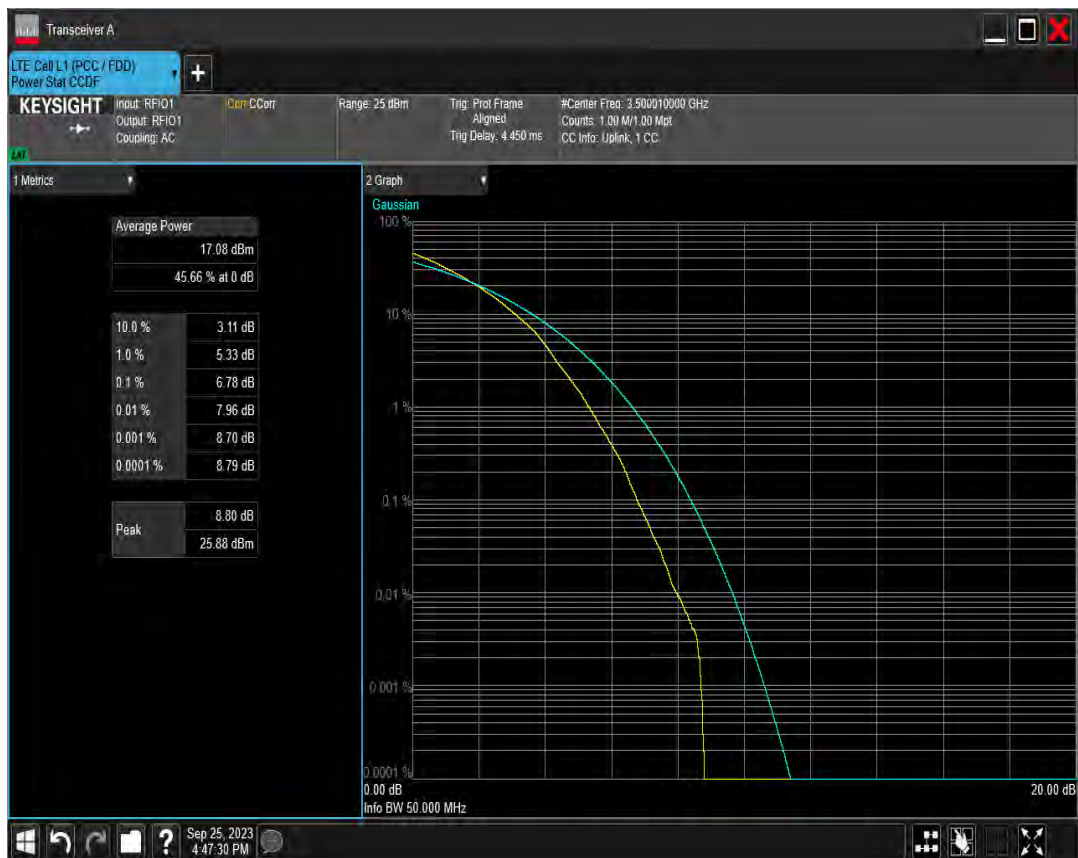 Transceiver A
LTE Cell L1 (PCC / FDD)
Power Stat CCDF
+
KEYSIGHT
Input: RFIO1
Output: RFIO1
Coupling: AC
Corr CCorr
Range: 25 dBm
Trig: Prot Frame
Aligned
Trig Delay: 4.450 ms
#Center Freq: 3.500010000 GHz
Counts: 1.00 M/1.00 Mpt
CC Info: Uplink, 1 CC
1 Metrics
Average Power
17.08 dBm
45.66 % at 0 dB
10.0 % 3.11 dB
1.0 % 5.33 dB
0.1 % 6.78 dB
0.01 % 7.96 dB
0.001 % 8.70 dB
0.0001 % 8.79 dB
Peak
8.80 dB
25.88 dBm
2 Graph
Gaussian
100 %
10 %
1 %
0.1 %
0.01 %
0.001 %
0.0001 %
0.00 dB 20.00 dB
Info BW 50.000 MHz
?
Sep 25, 2023
4:47:30 PM